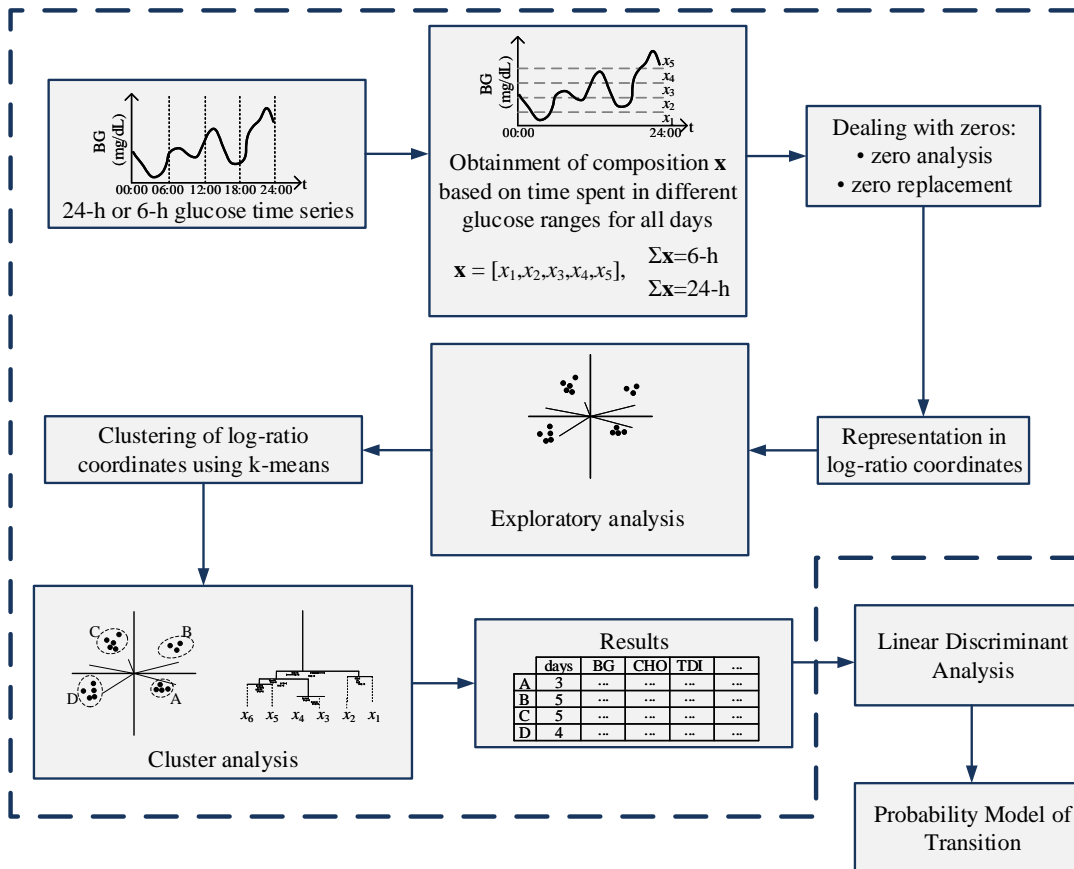 BG
(mg/dL)
00:00 06:00 12:00 18:00 24:00 t
24-h or 6-h glucose time series
BG
(mg/dL)
x5
x4
x3
x2
x1
00:00 24:00 t
Obtainment of composition x
based on time spent in different
glucose ranges for all days
x = [x1,x2,x3,x4,x5],
Σx=6-h
Σx=24-h
Dealing with zeros:
• zero analysis
• zero replacement
Representation in
log-ratio coordinates
Exploratory analysis
Clustering of log-ratio
coordinates using k-means
C B
D A
x6 x5 x4 x3 x2 x1
Cluster analysis
Results
days BG CHO TDI ...
A 3 ... ... ... ...
B 5 ... ... ... ...
C 5 ... ... ... ...
D 4 ... ... ... ...
Linear Discriminant
Analysis
Probability Model of
Transition